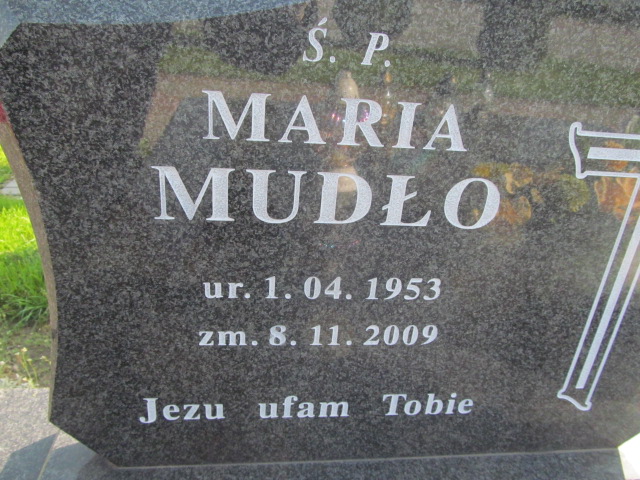 Ś. P.
MARIA
MUDŁO
ur. 1. 04. 1953
zm. 8. 11. 2009
Jezu ufam Tobie